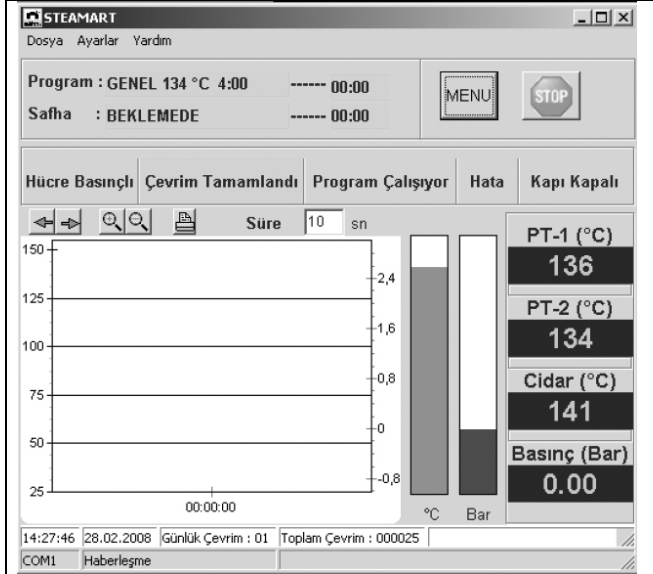 STEAMART
Dosya Ayarlar Yardım
Program : GENEL 134 °C 4:00 ------ 00:00
Safha : BEKLEMEDE ------ 00:00
MENU
STOP
Hücre Basınçlı Çevrim Tamamlandı Program Çalışıyor Hata Kapı Kapalı
Süre 10 sn
150
125
100
75
50
25
2,4
1,6
0,8
0
-0,8
00:00:00
°C Bar
PT-1 (°C)
136
PT-2 (°C)
134
Cidar (°C)
141
Basınç (Bar)
0.00
14:27:46 28.02.2008 Günlük Çevrim : 01 Toplam Çevrim : 000025
COM1 Haberleşme